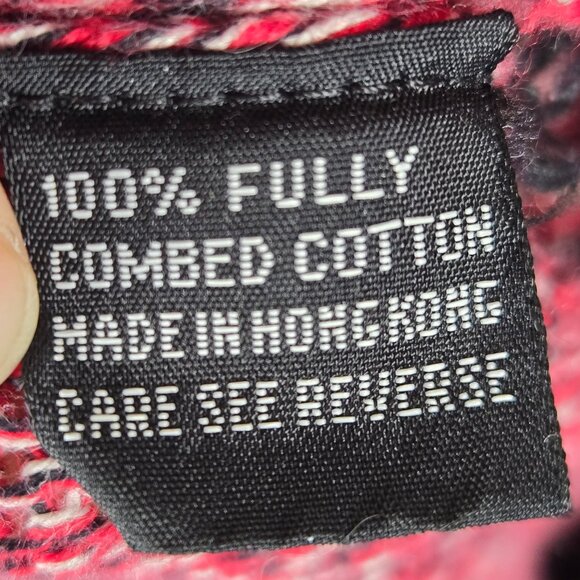 100% FULLY
COMBED COTTON
MADE IN HONG KONG
CARE SEE REVERSE